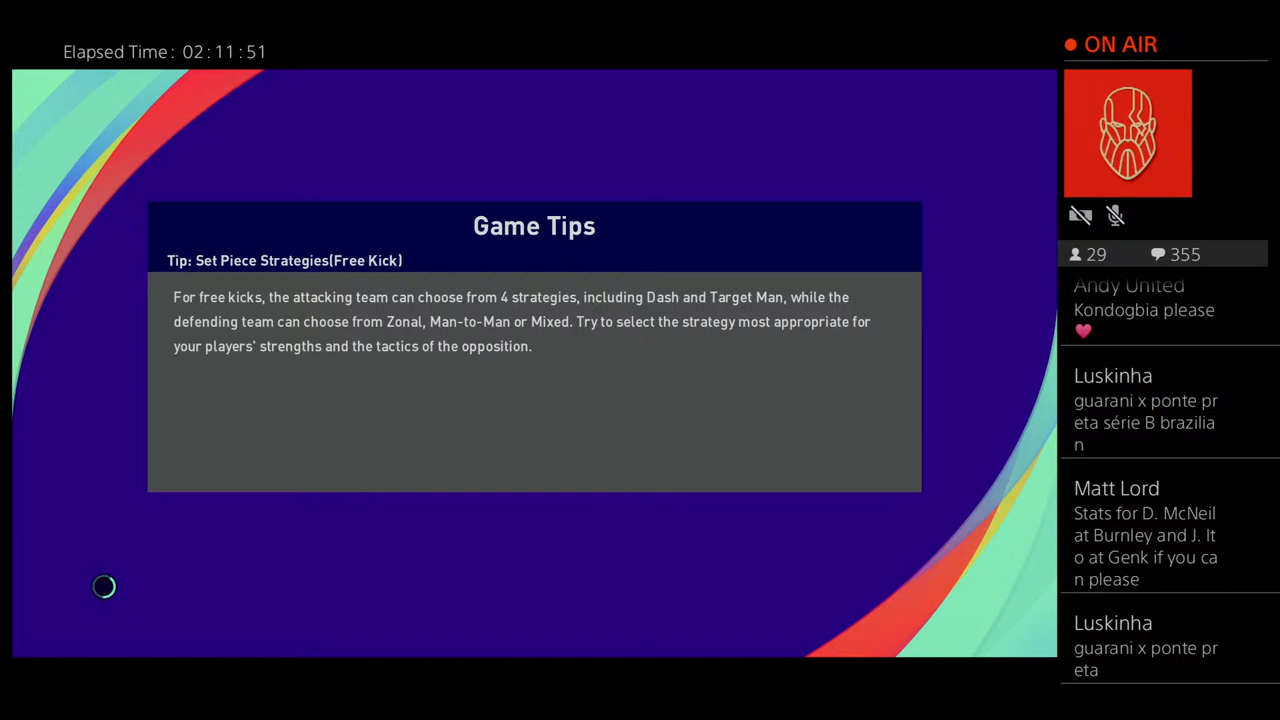 Elapsed Time: 02:11:51
ON AIR
Game Tips
Tip: Set Piece Strategies(Free Kick)
For free kicks, the attacking team can choose from 4 strategies, including Dash and Target Man, while the
defending team can choose from Zonal, Man-to-Man or Mixed. Try to select the strategy most appropriate for
your players' strengths and the tactics of the opposition.
29 355
Andy United
Kondogbia please
Luskinha
guarani x ponte pr
eta série B brazilia
n
Matt Lord
Stats for D. McNeil
at Burnley and J. It
o at Genk if you ca
n please
Luskinha
guarani x ponte pr
eta